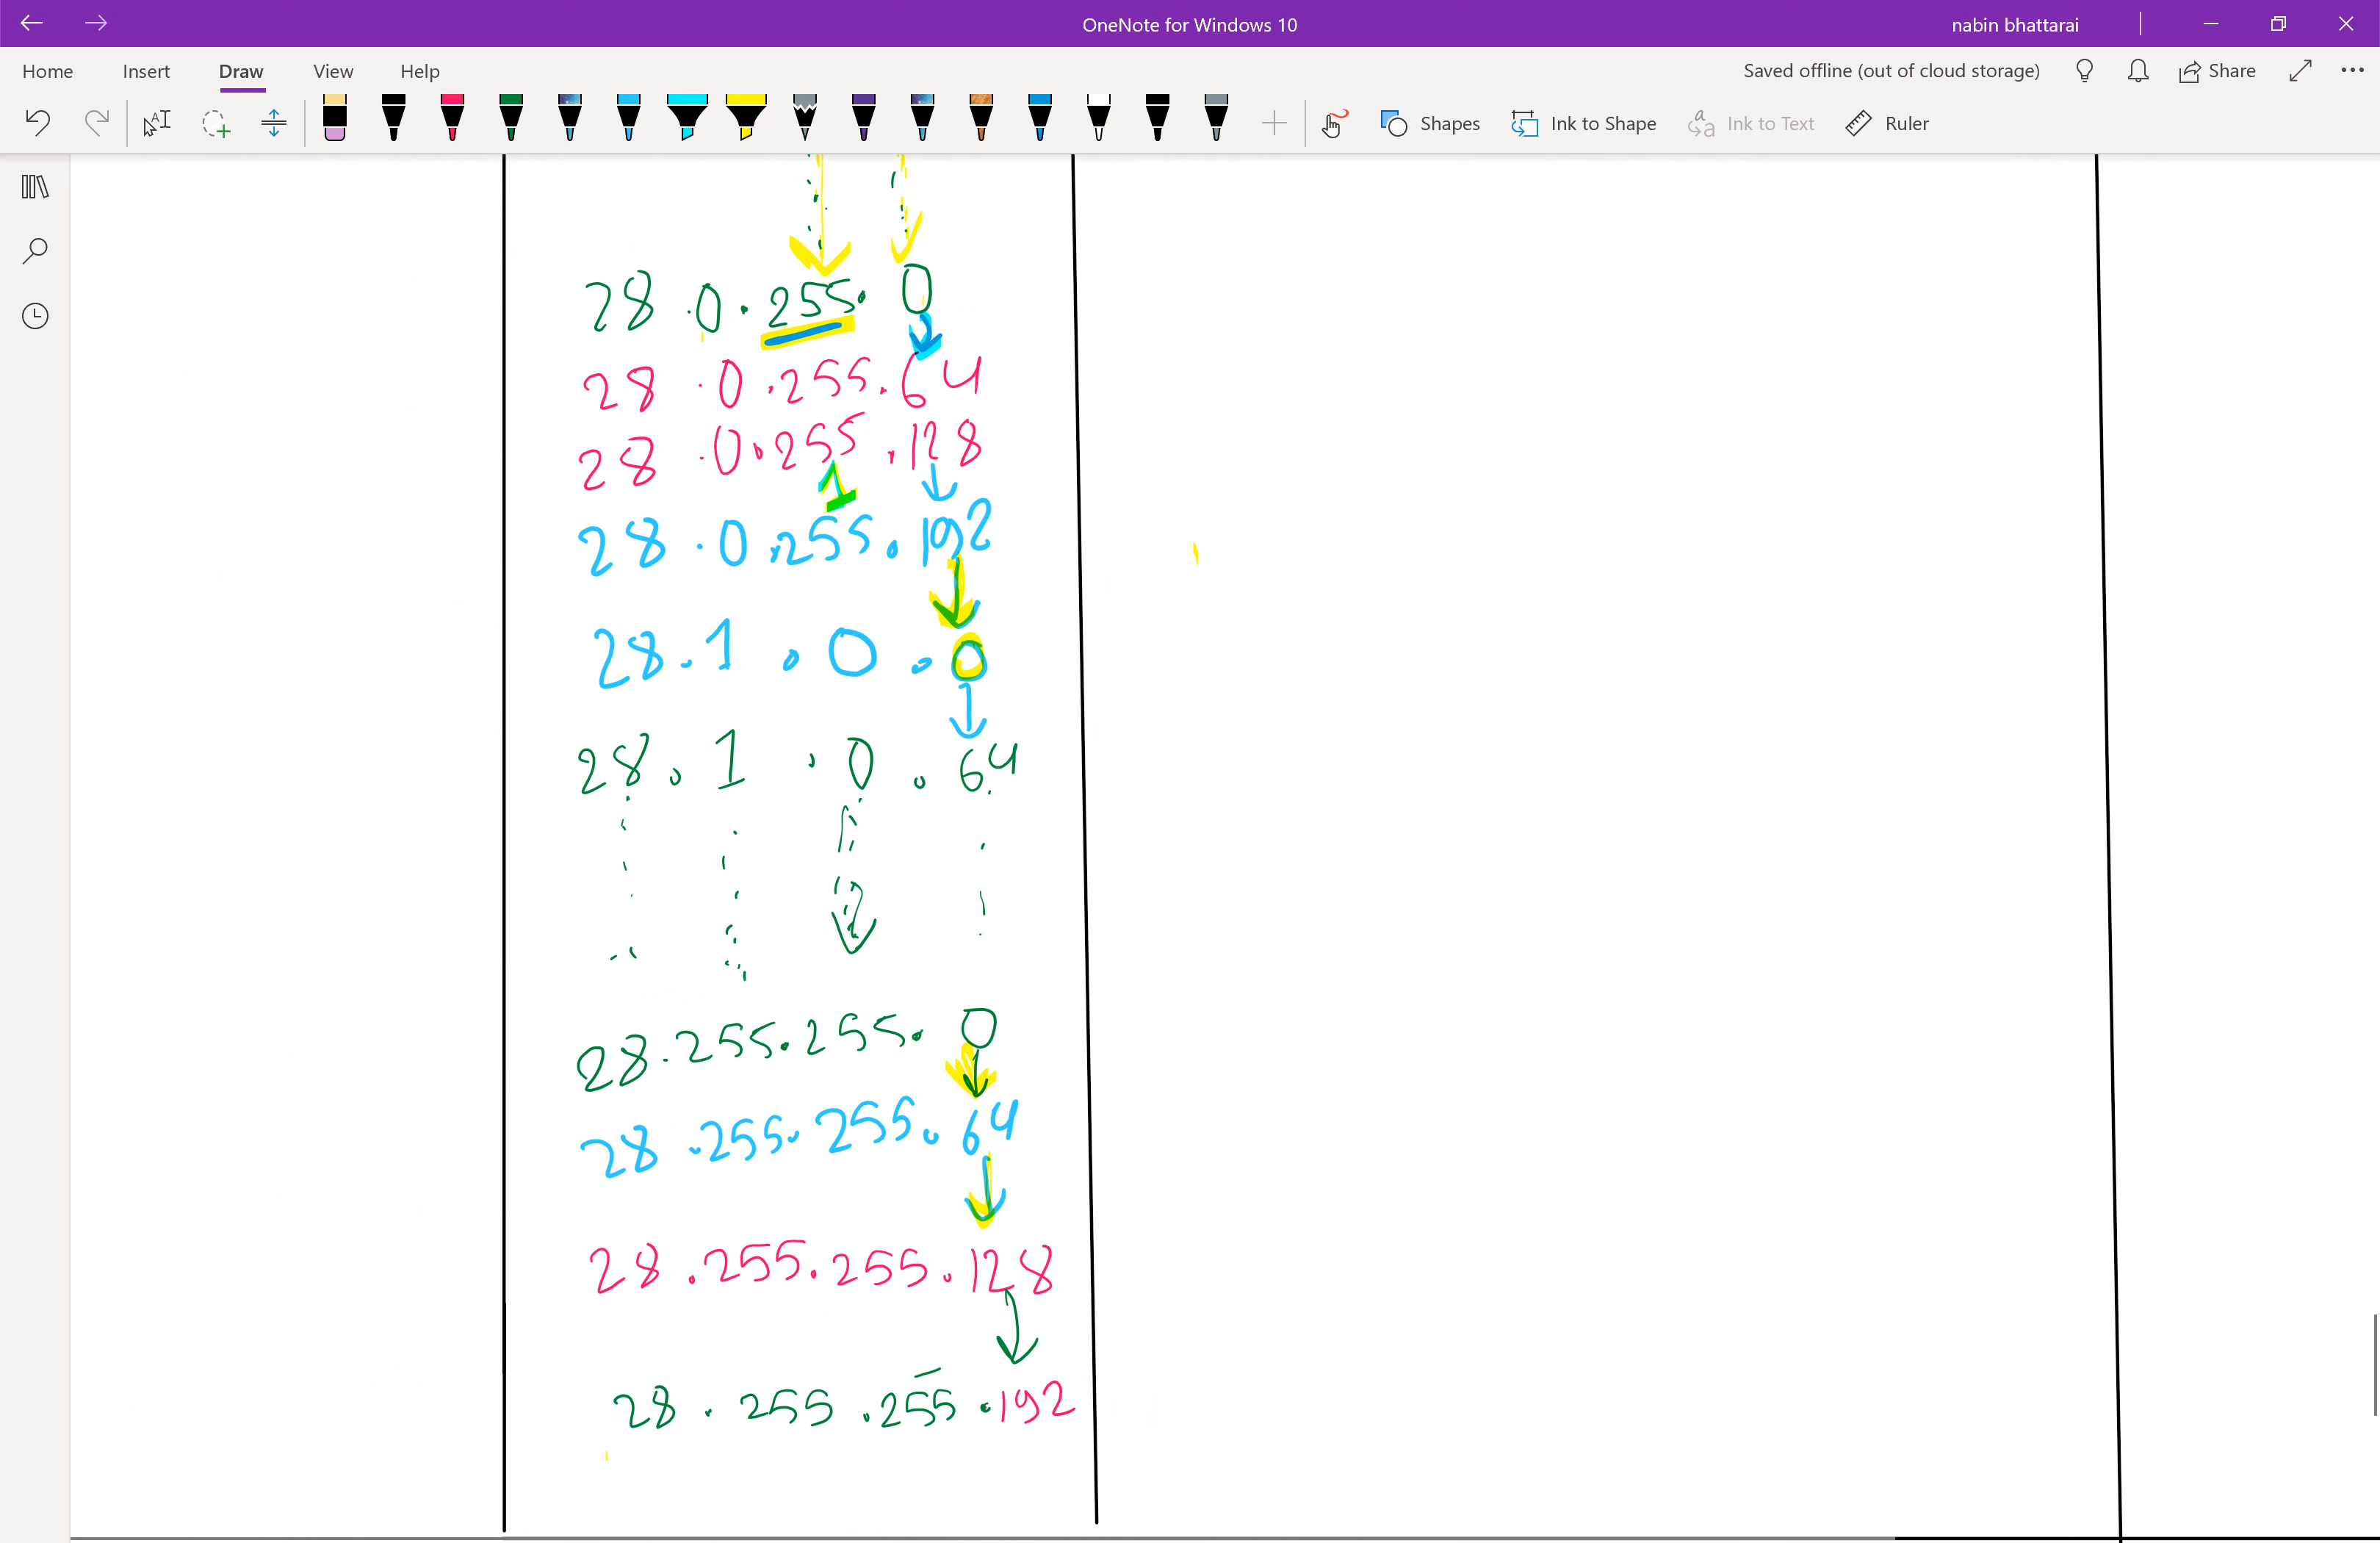 OneNote for Windows 10
nabin bhattarai
Home Insert Draw View Help
Saved offline (out of cloud storage) Share
Shapes Ink to Shape Ink to Text Ruler
28.0.255.0
28.0.255.64
28.0.255.128
1
28.0.255.192
28.1.0.0
28.1.0.64
28.255.255.0
28.255.255.64
28.255.255.128
28.255.255.192